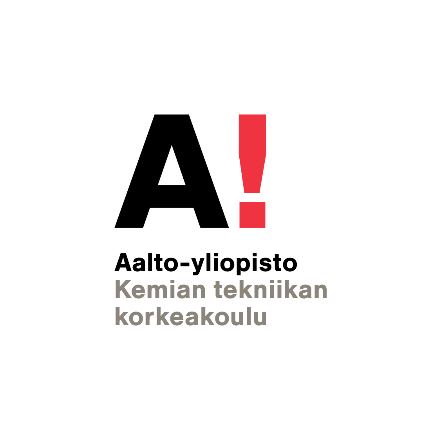 A!
Aalto-yliopisto
Kemian tekniikan
korkeakoulu